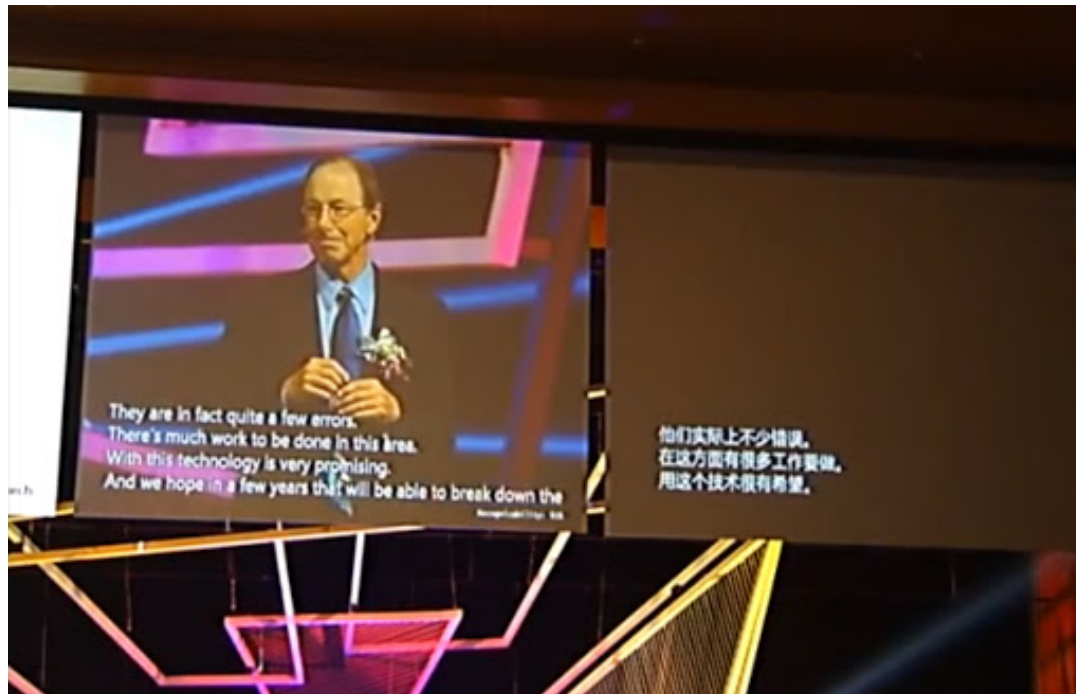 They are in fact quite a few errors.
There's much work to be done in this area.
With this technology is very promising.
And we hope in a few years that will be able to break down the
他们实际上不少错误。
在这方面有很多工作要做。
用这个技术很有希望。